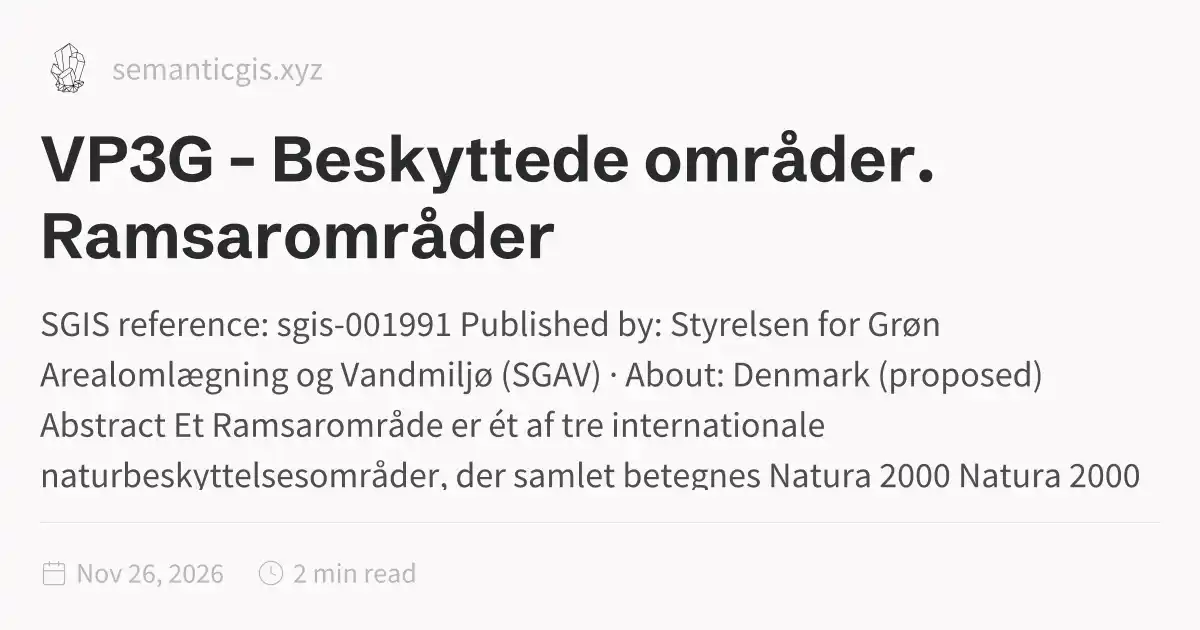 semanticgis.xyz
VP3G - Beskyttede områder.
Ramsarområder
SGIS reference: sgis-001991 Published by: Styrelsen for Grøn
Arealomlægning og Vandmiljø (SGAV) · About: Denmark (proposed)
Abstract Et Ramsarområde er ét af tre internationale
naturbeskyttelsesområder, der samlet betegnes Natura 2000 Natura 2000
Nov 26, 2026 2 min read